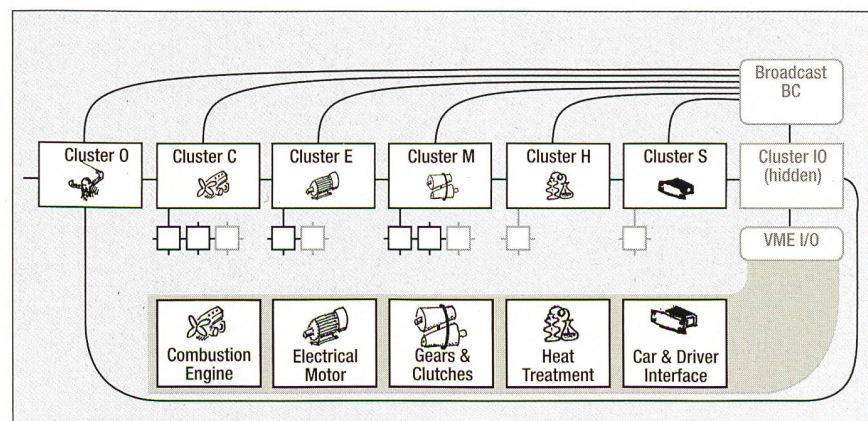 Broadcast
BC
Cluster O
Cluster C
Cluster E
Cluster M
Cluster H
Cluster S
Cluster IO
(hidden)
VME I/O
Combustion
Engine
Electrical
Motor
Gears &
Clutches
Heat
Treatment
Car & Driver
Interface